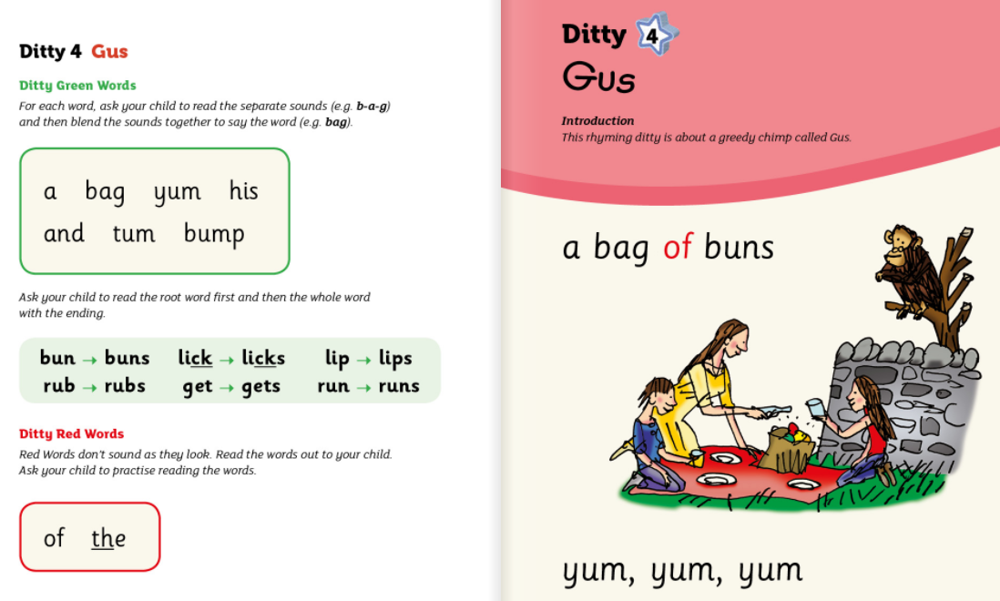 Ditty 4 Gus
Ditty Green Words
For each word, ask your child to read the separate sounds (e.g. b-a-g)
and then blend the sounds together to say the word (e.g. bag).
a bag yum his
and tum bump
Ask your child to read the root word first and then the whole word
with the ending.
bun → buns lick → licks lip → lips
rub → rubs get → gets run → runs
Ditty Red Words
Red Words don't sound as they look. Read the words out to your child.
Ask your child to practise reading the words.
of the
Ditty 4
Gus
Introduction
This rhyming ditty is about a greedy chimp called Gus.
a bag of buns
yum, yum, yum